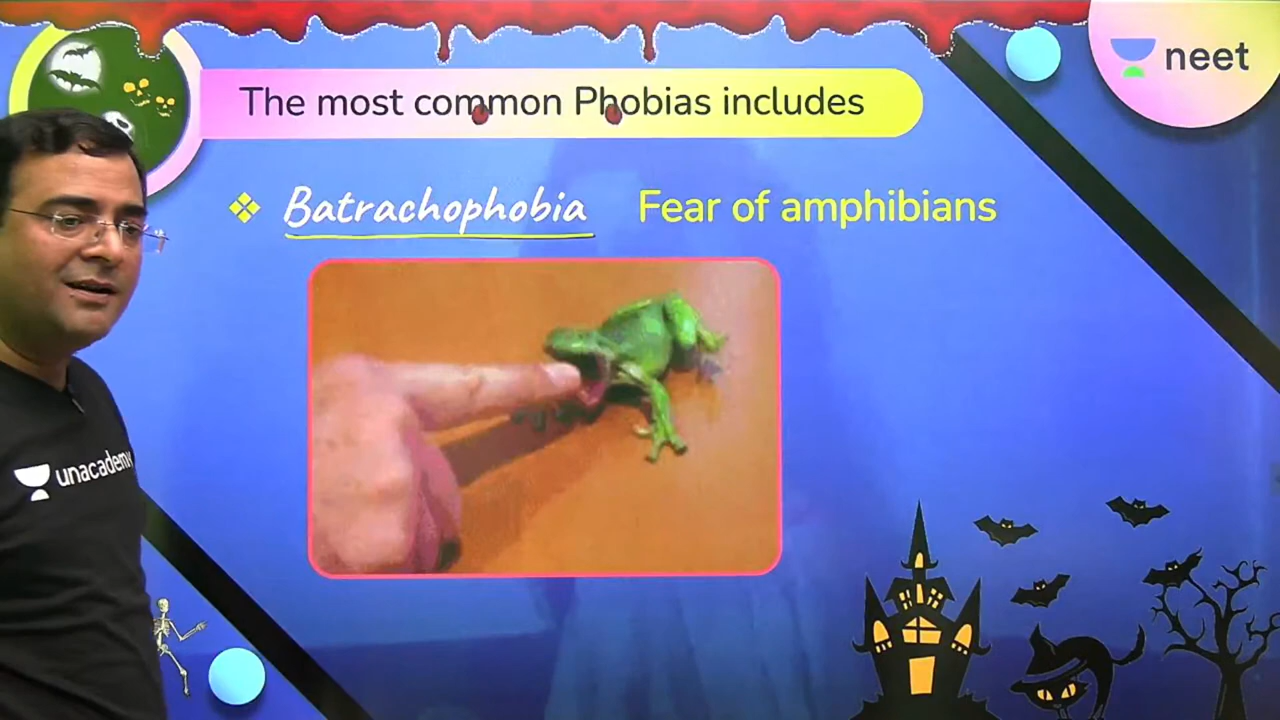 The most common Phobias includes
neet
Batrachophobia Fear of amphibians
unacademy